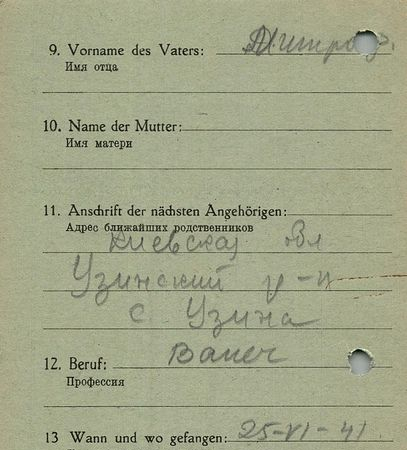 9. Vorname des Vaters:
Имя отца
10. Name der Mutter:
Имя матери
11. Anschrift der nächsten Angehörigen:
Адрес ближайших родственников
Киевская обл
Узинский р-н
с. Узина
12. Beruf:
Профессия
13 Wann und wo gefangen: 25-VI-41.